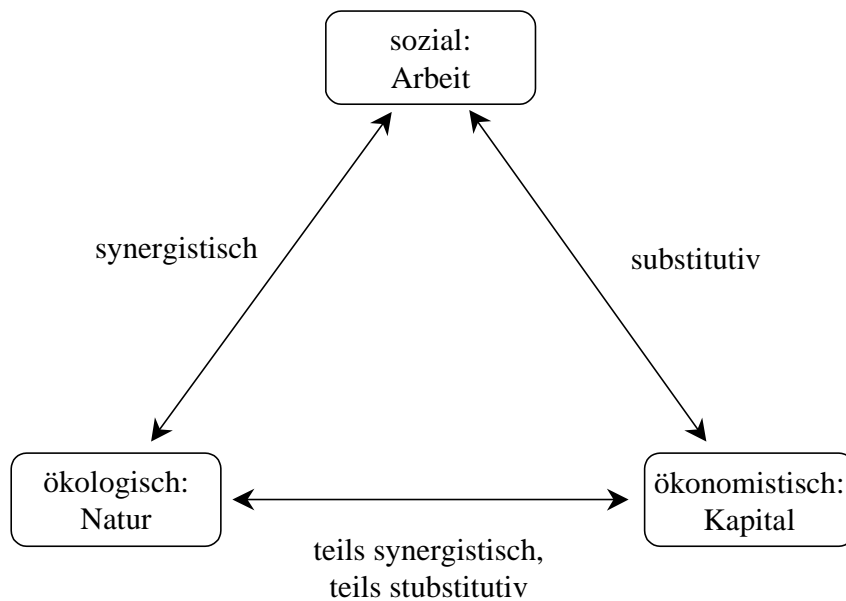 sozial:
Arbeit
synergistisch
substitutiv
ökologisch:
Natur
ökonomistisch:
Kapital
teils synergistisch,
teils stubstitutiv